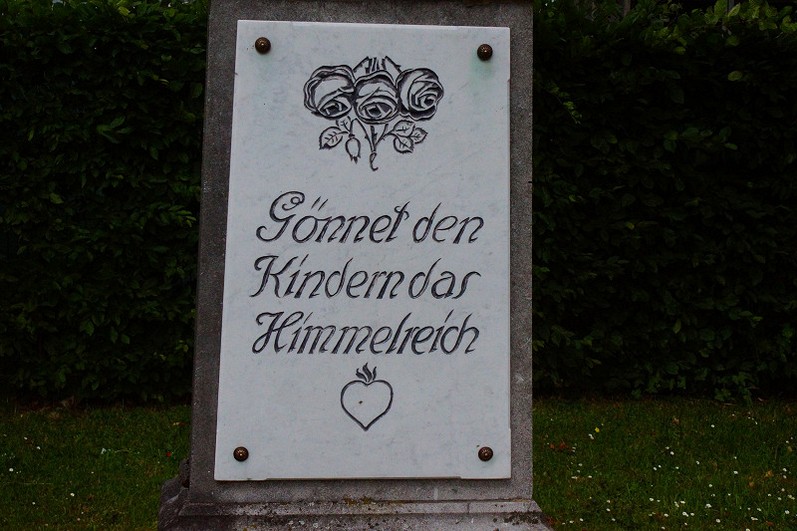 Gönnet den
Kindern das
Himmelreich